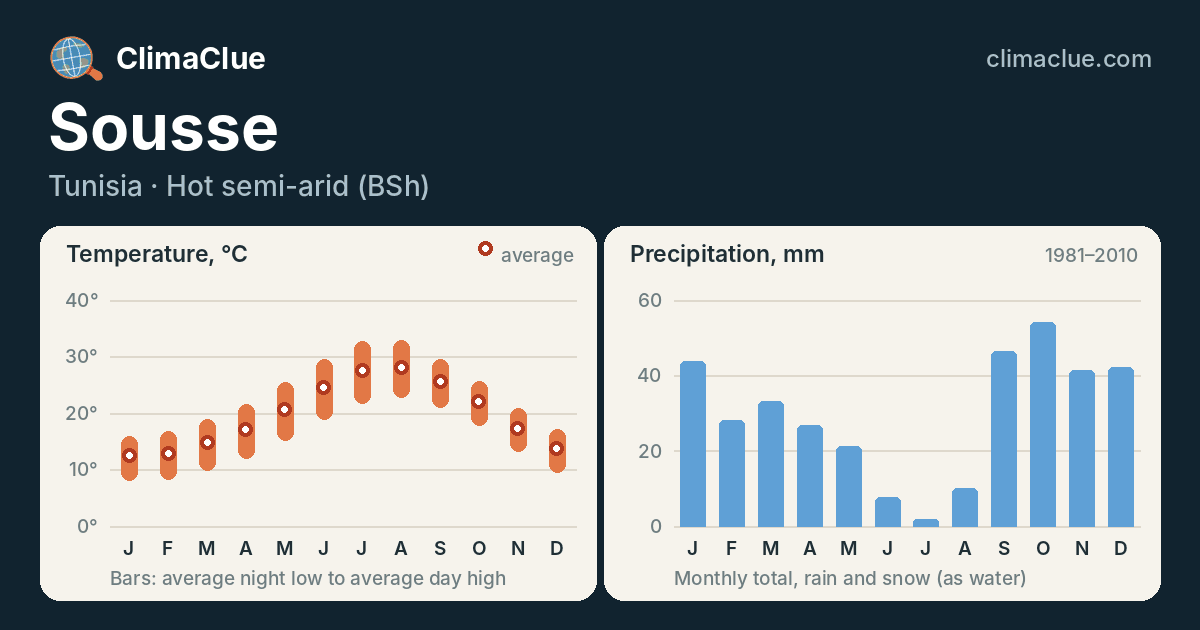 ClimaClue
climaclue.com
Sousse
Tunisia · Hot semi-arid (BSh)
Temperature, °C
average
40°
30°
20°
10°
0°
J F M A M J J A S O N D
Bars: average night low to average day high
Precipitation, mm
1981–2010
60
40
20
0
J F M A M J J A S O N D
Monthly total, rain and snow (as water)